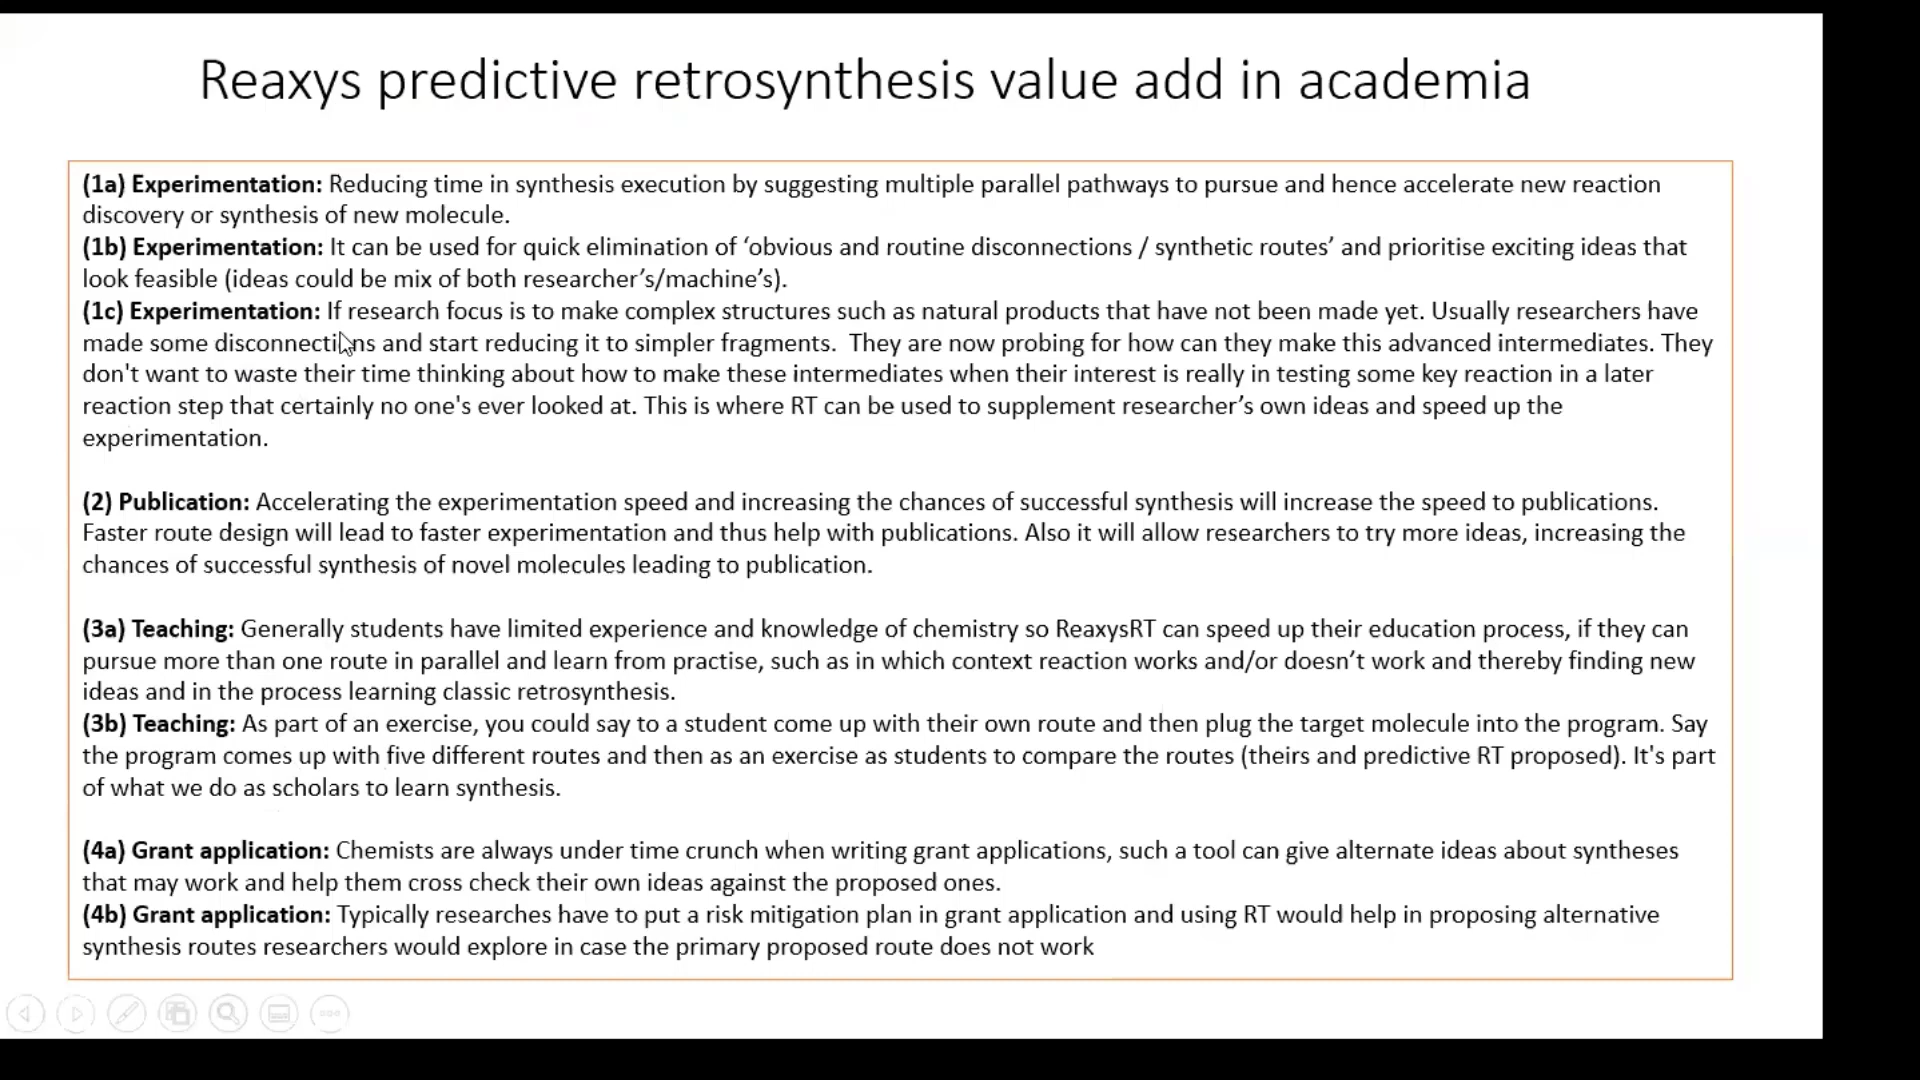 Reaxys predictive retrosynthesis value add in academia
(1a) Experimentation: Reducing time in synthesis execution by suggesting multiple parallel pathways to pursue and hence accelerate new reaction
discovery or synthesis of new molecule.
(1b) Experimentation: It can be used for quick elimination of ‘obvious and routine disconnections / synthetic routes’ and prioritise exciting ideas that
look feasible (ideas could be mix of both researcher’s/machine’s).
(1c) Experimentation: If research focus is to make complex structures such as natural products that have not been made yet. Usually researchers have
made some disconnections and start reducing it to simpler fragments.  They are now probing for how can they make this advanced intermediates. They
don't want to waste their time thinking about how to make these intermediates when their interest is really in testing some key reaction in a later
reaction step that certainly no one's ever looked at. This is where RT can be used to supplement researcher’s own ideas and speed up the
experimentation.
(2) Publication: Accelerating the experimentation speed and increasing the chances of successful synthesis will increase the speed to publications.
Faster route design will lead to faster experimentation and thus help with publications. Also it will allow researchers to try more ideas, increasing the
chances of successful synthesis of novel molecules leading to publication.
(3a) Teaching: Generally students have limited experience and knowledge of chemistry so ReaxysRT can speed up their education process, if they can
pursue more than one route in parallel and learn from practise, such as in which context reaction works and/or doesn’t work and thereby finding new
ideas and in the process learning classic retrosynthesis.
(3b) Teaching: As part of an exercise, you could say to a student come up with their own route and then plug the target molecule into the program. Say
the program comes up with five different routes and then as an exercise as students to compare the routes (theirs and predictive RT proposed). It's part
of what we do as scholars to learn synthesis.
(4a) Grant application: Chemists are always under time crunch when writing grant applications, such a tool can give alternate ideas about syntheses
that may work and help them cross check their own ideas against the proposed ones.
(4b) Grant application: Typically researches have to put a risk mitigation plan in grant application and using RT would help in proposing alternative
synthesis routes researchers would explore in case the primary proposed route does not work